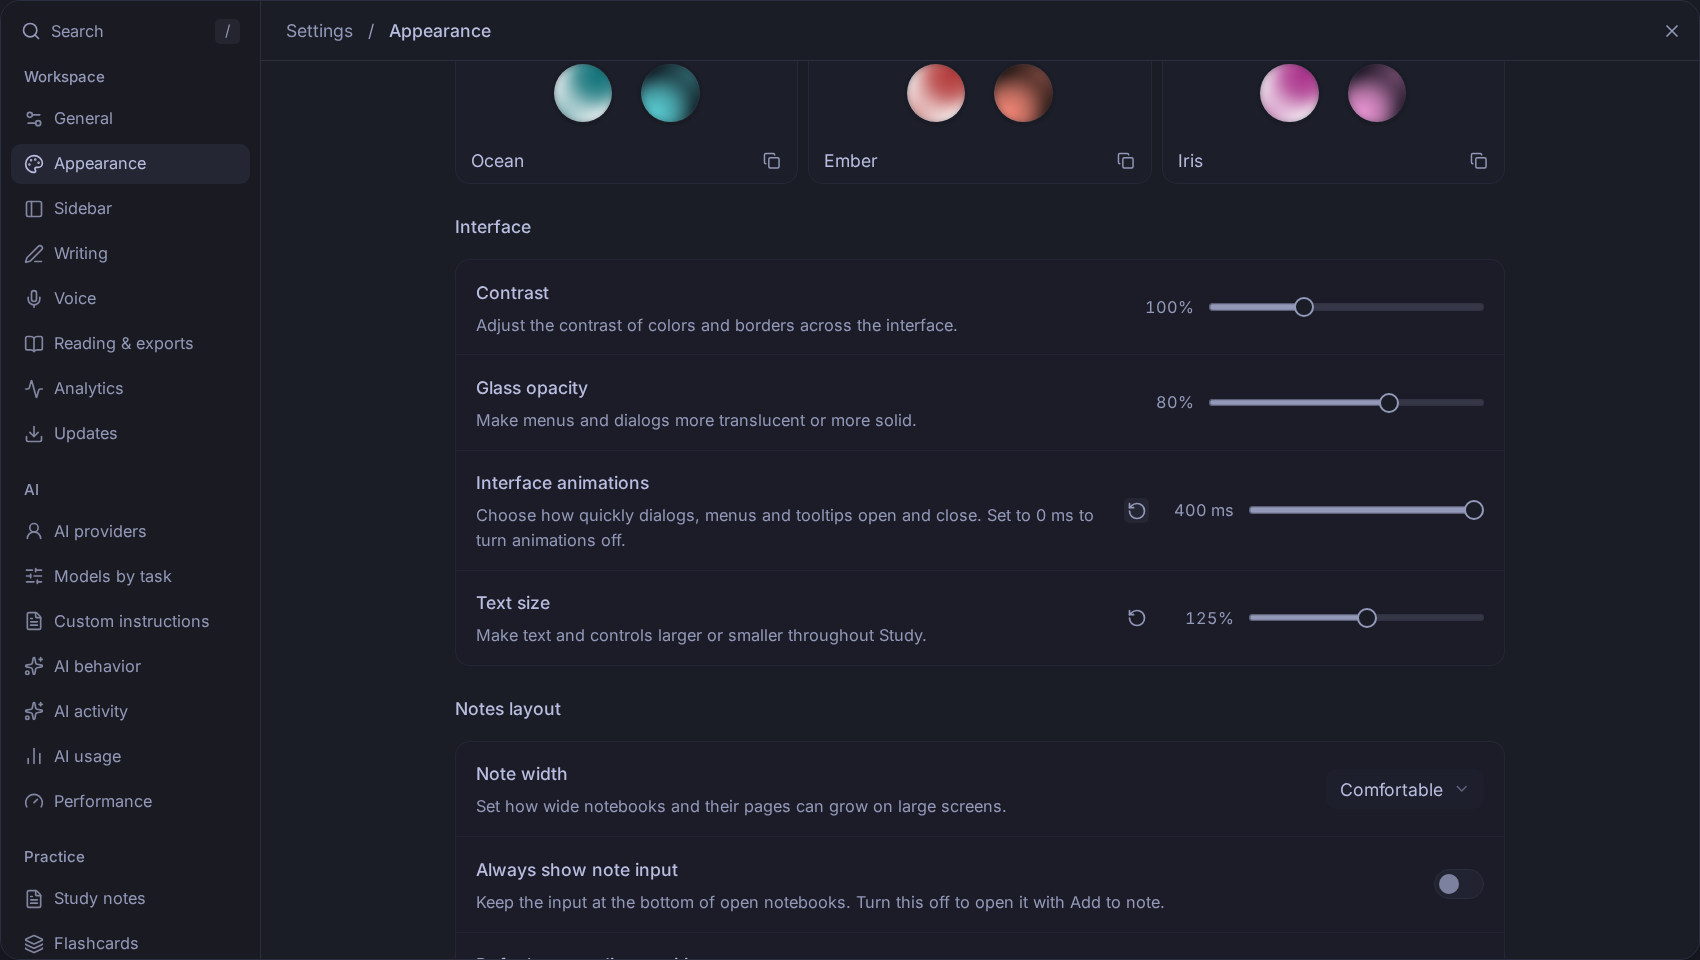 Search
/
Workspace
General
Appearance
Sidebar
Writing
Voice
Reading & exports
Analytics
Updates
AI
AI providers
Models by task
Custom instructions
AI behavior
AI activity
AI usage
Performance
Practice
Study notes
Flashcards
Settings / Appearance
Ocean
Ember
Iris
Interface
Contrast
Adjust the contrast of colors and borders across the interface.
100%
Glass opacity
Make menus and dialogs more translucent or more solid.
80%
Interface animations
Choose how quickly dialogs, menus and tooltips open and close. Set to 0 ms to
turn animations off.
400 ms
Text size
Make text and controls larger or smaller throughout Study.
125%
Notes layout
Note width
Set how wide notebooks and their pages can grow on large screens.
Comfortable
Always show note input
Keep the input at the bottom of open notebooks. Turn this off to open it with Add to note.